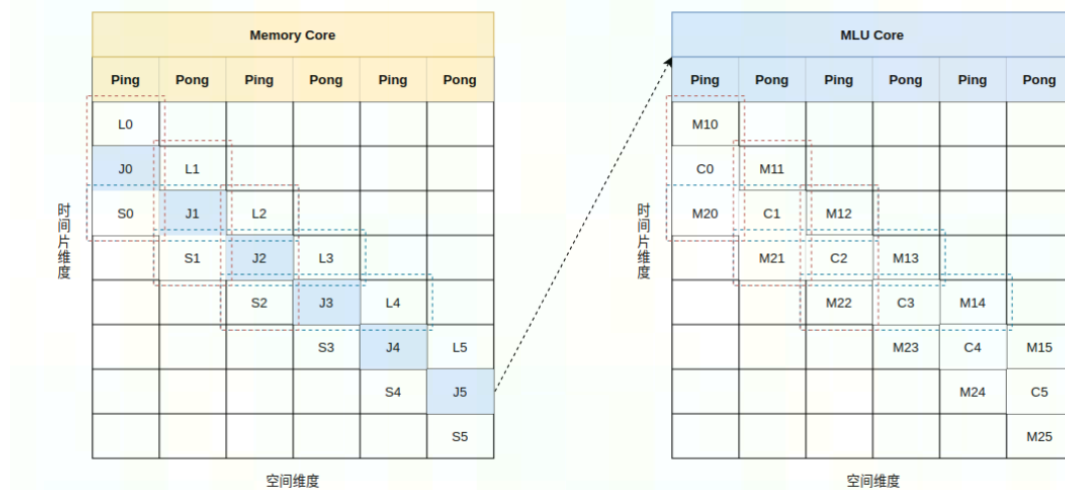 Memory Core
Ping Pong Ping Pong Ping Pong
L0
J0 L1
S0 J1 L2
S1 J2 L3
S2 J3 L4
S3 J4 L5
S4 J5
S5
时间片维度
空间维度
MLU Core
Ping Pong Ping Pong Ping Pong
M10
C0 M11
M20 C1 M12
M21 C2 M13
M22 C3 M14
M23 C4 M15
M24 C5
M25
时间片维度
空间维度